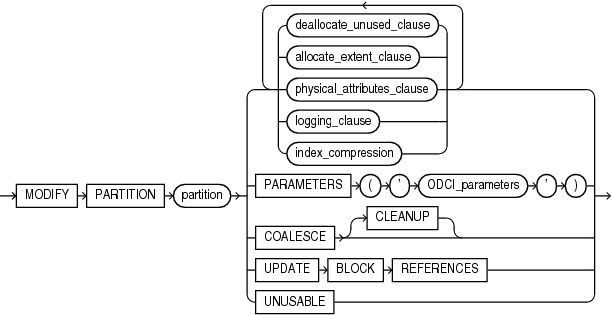 deallocate_unused_clause
allocate_extent_clause
physical_attributes_clause
logging_clause
index_compression
MODIFY PARTITION partition
PARAMETERS ( ' ODCI_parameters ' )
CLEANUP
COALESCE
UPDATE BLOCK REFERENCES
UNUSABLE